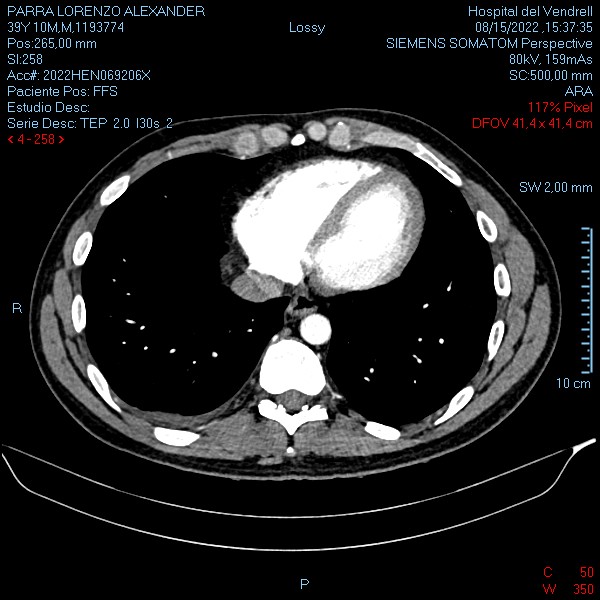 PARRA LORENZO ALEXANDER
39Y 10M,M,1193774
Pos:265,00 mm
SI:258
Acc#: 2022HEN069206X
Paciente Pos: FFS
Estudio Desc:
Serie Desc: TEP 2.0 I30s 2
< 4 - 258 >
Lossy
Hospital del Vendrell
08/15/2022 ,15:37:35
SIEMENS SOMATOM Perspective
80kV, 159mAs
SC:500,00 mm
ARA
117% Pixel
DFOV 41,4 x 41,4 cm
SW 2,00 mm
R
10 cm
P
C 50
W 350